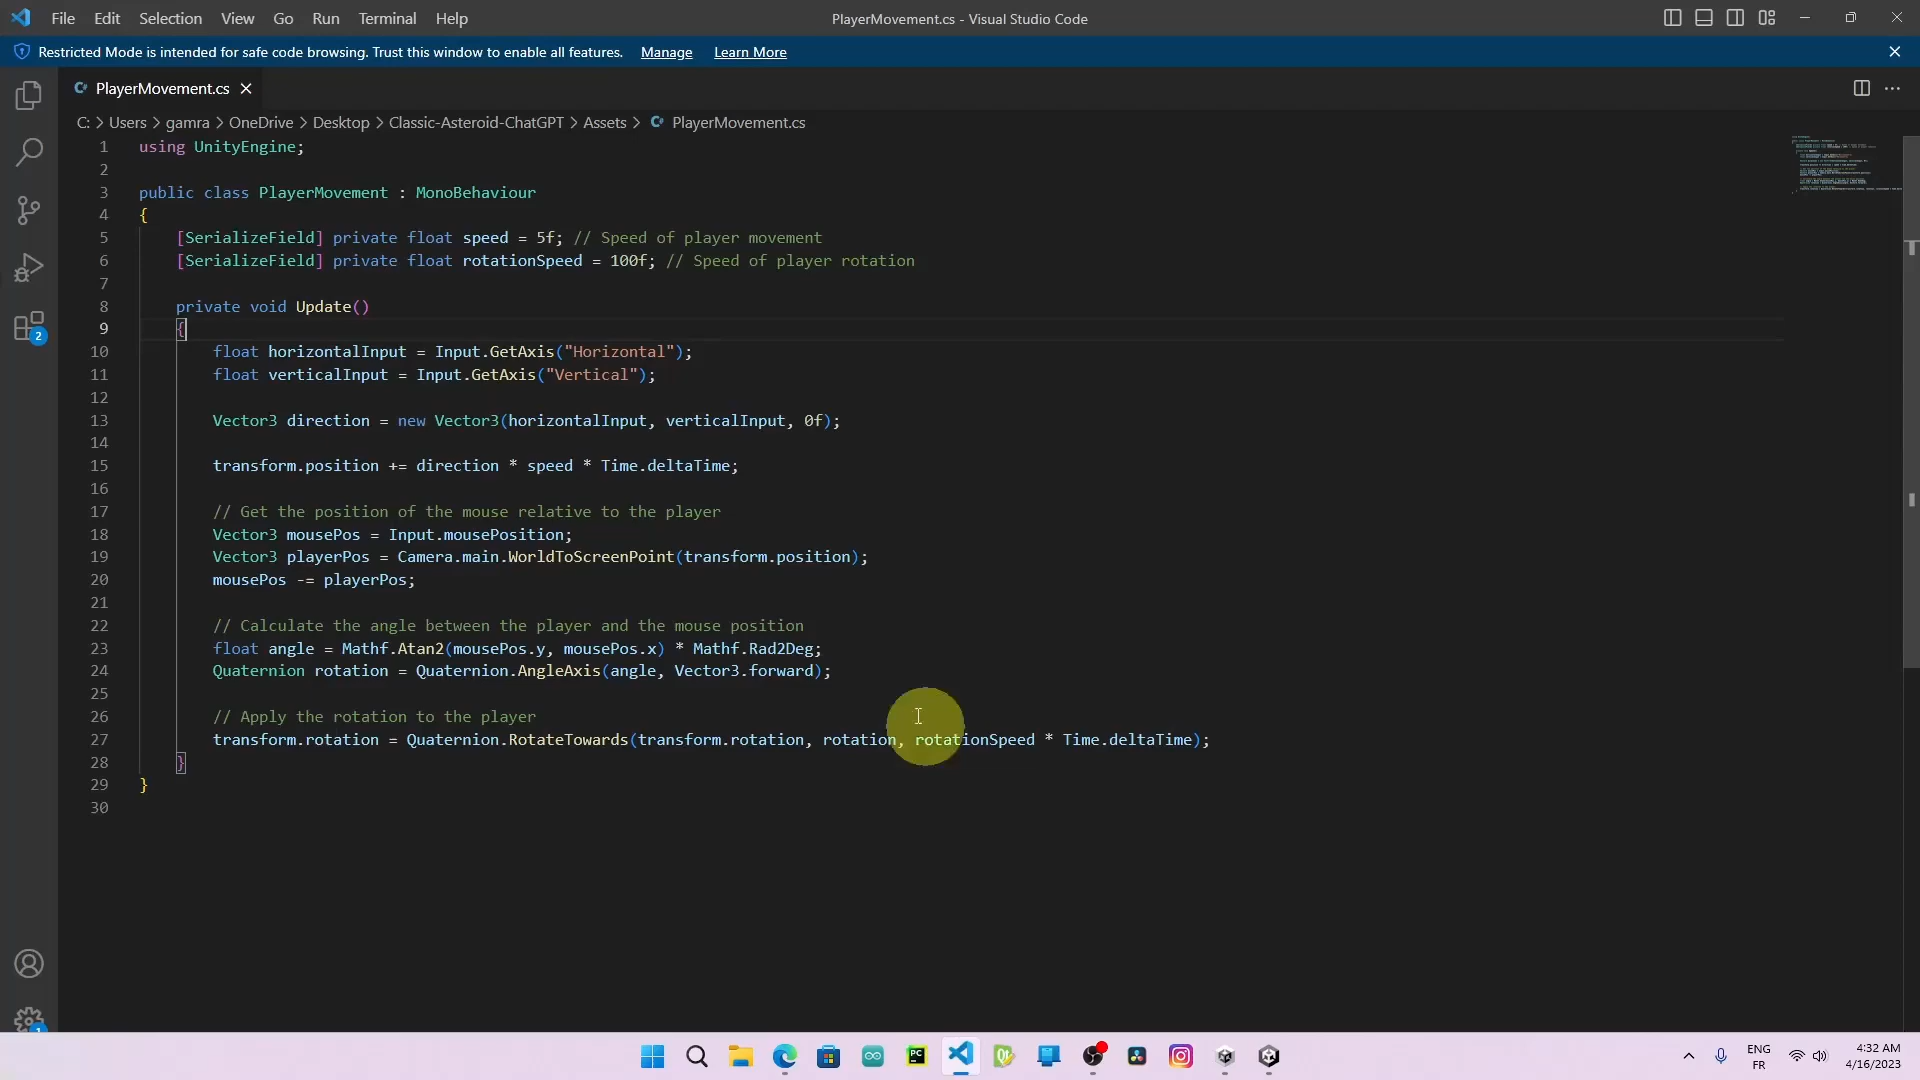 File Edit Selection View Go Run Terminal Help
PlayerMovement.cs - Visual Studio Code
Restricted Mode is intended for safe code browsing. Trust this window to enable all features. Manage Learn More
PlayerMovement.cs
C: > Users > gamra > OneDrive > Desktop > Classic-Asteroid-ChatGPT > Assets > PlayerMovement.cs
1 using UnityEngine;
2
3 public class PlayerMovement : MonoBehaviour
4 {
5 [SerializeField] private float speed = 5f; // Speed of player movement
6 [SerializeField] private float rotationSpeed = 100f; // Speed of player rotation
7
8 private void Update()
9 {
10 float horizontalInput = Input.GetAxis("Horizontal");
11 float verticalInput = Input.GetAxis("Vertical");
12
13 Vector3 direction = new Vector3(horizontalInput, verticalInput, 0f);
14
15 transform.position += direction * speed * Time.deltaTime;
16
17 // Get the position of the mouse relative to the player
18 Vector3 mousePos = Input.mousePosition;
19 Vector3 playerPos = Camera.main.WorldToScreenPoint(transform.position);
20 mousePos -= playerPos;
21
22 // Calculate the angle between the player and the mouse position
23 float angle = Mathf.Atan2(mousePos.y, mousePos.x) * Mathf.Rad2Deg;
24 Quaternion rotation = Quaternion.AngleAxis(angle, Vector3.forward);
25
26 // Apply the rotation to the player
27 transform.rotation = Quaternion.RotateTowards(transform.rotation, rotation, rotationSpeed * Time.deltaTime);
28 }
29 }
30
2
1
PC
ENG
FR
4:32 AM
4/16/2023